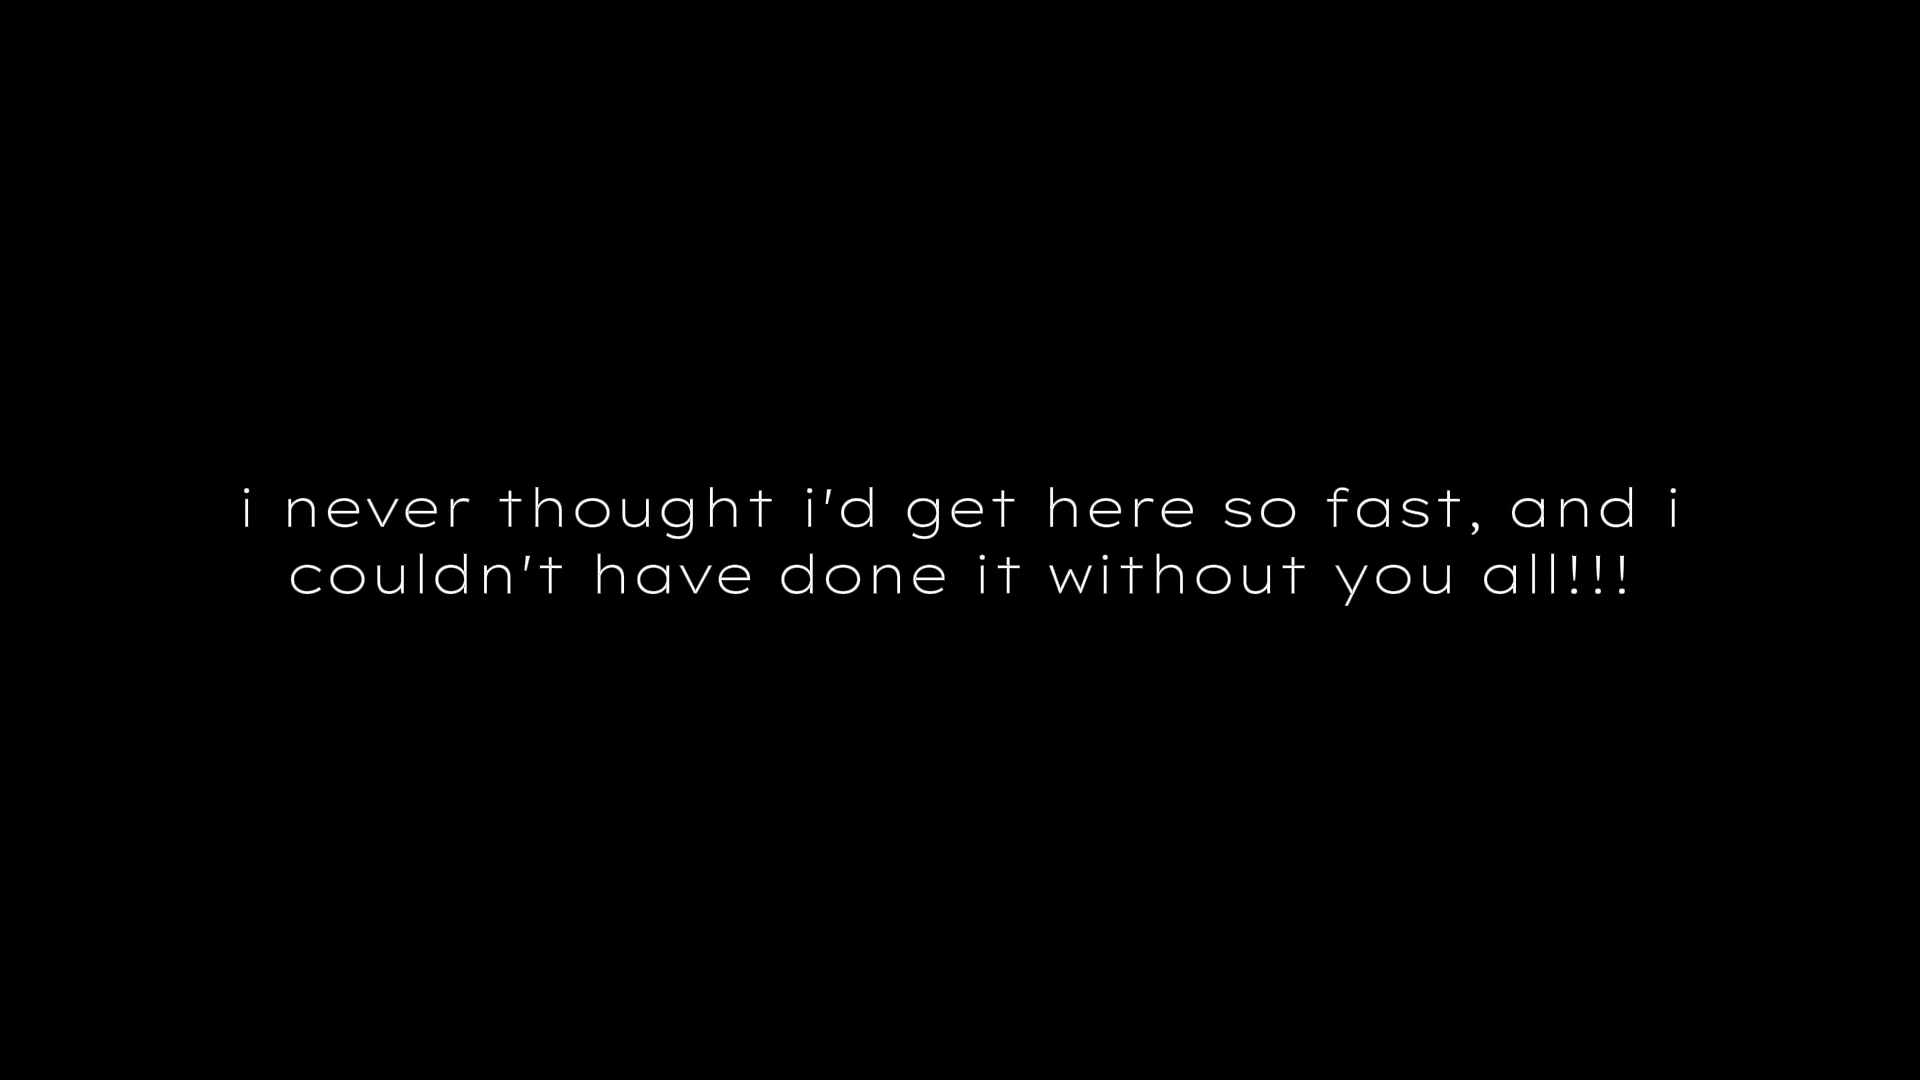 i never thought i'd get here so fast, and i
couldn't have done it without you all!!!